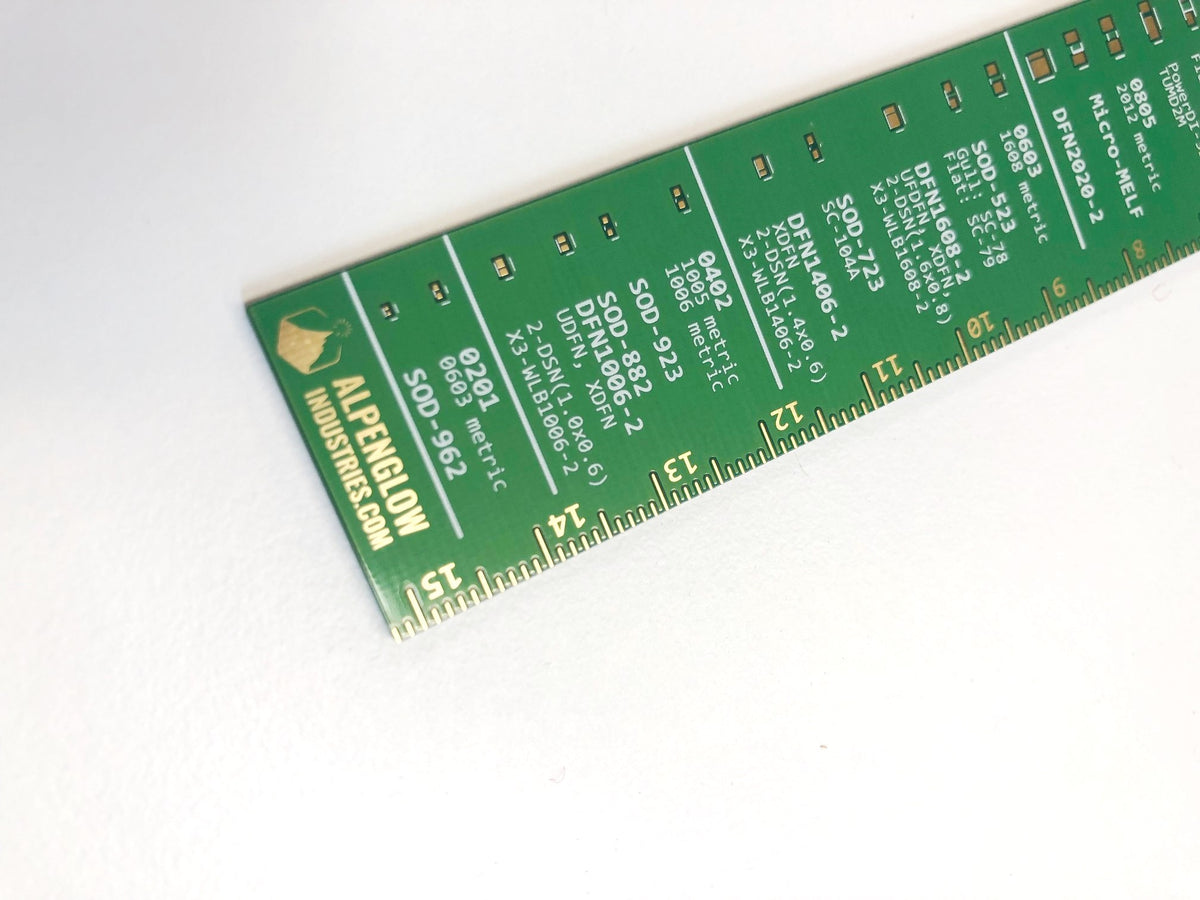 ALPENGLOW
INDUSTRIES.COM
0201
0603 metric
SOD-962
0402
1005 metric
1006 metric
SOD-923
SOD-882
DFN1006-2
UDFN, XDFN
2-DSN(1.0x0.6)
X3-WLB1006-2
SOD-723
SC-104A
DFN1406-2
XDFN
2-DSN(1.4x0.6)
X3-WLB1406-2
0603
1608 metric
SOD-523
Gull: SC-78
Flat: SC-79
DFN1608-2
UFDFN, XDFN,
2-DSN(1.6x0.8)
X3-WLB1608-2
0805
2012 metric
Micro-MELF
DFN2020-2
TUMD2M
15
14
13
12
11
10
9
8